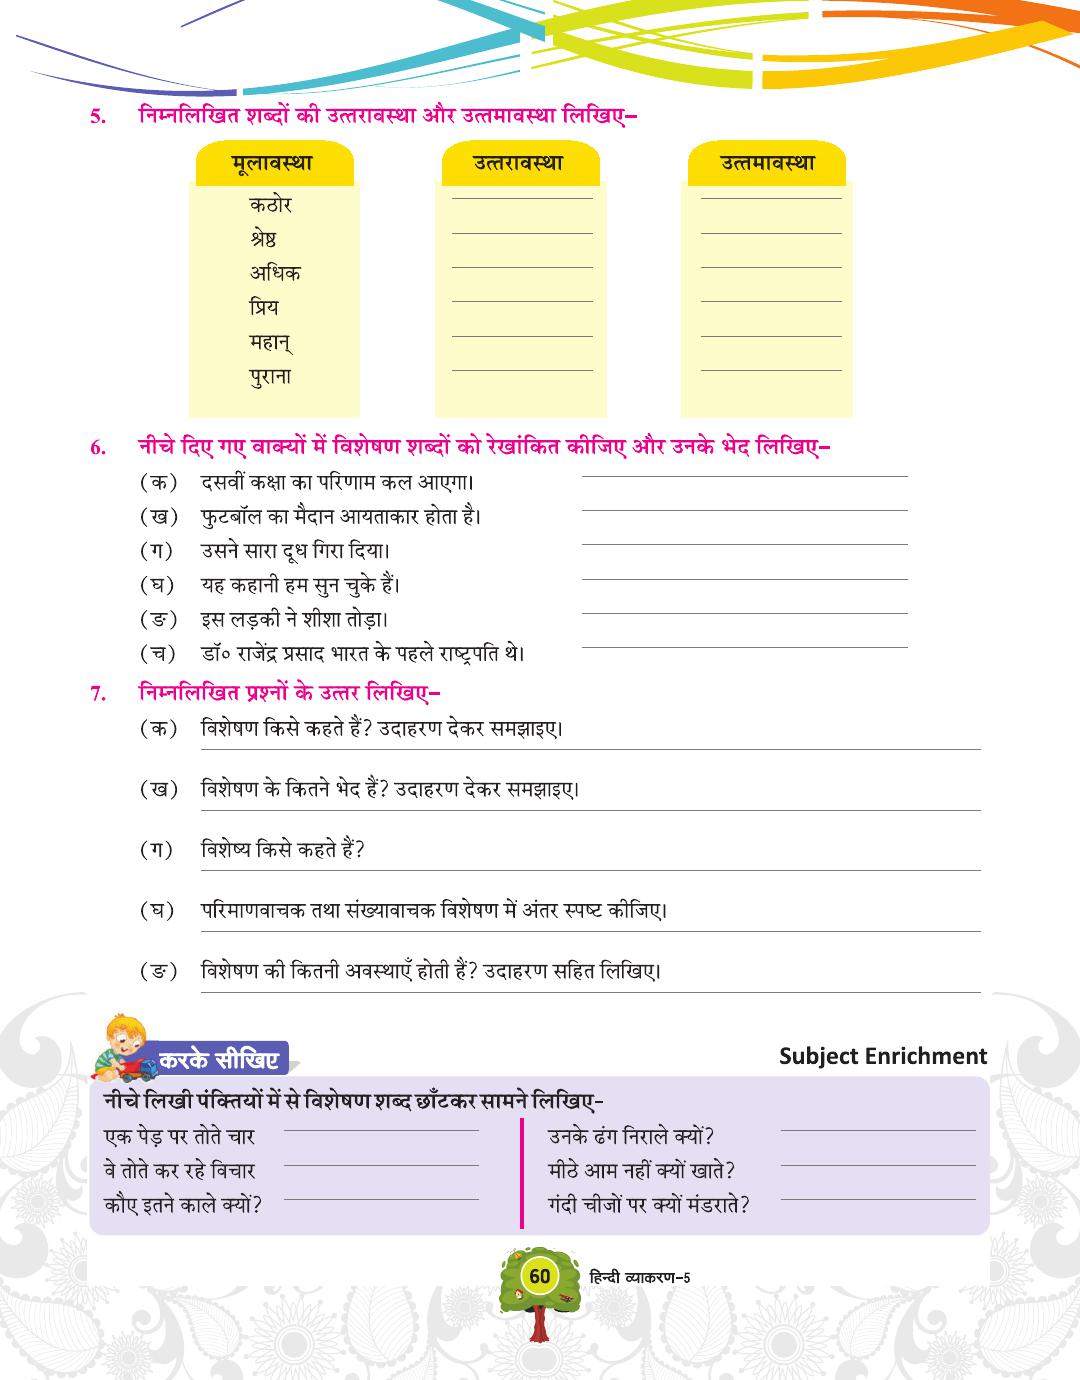 5. निम्नलिखित शब्दों की उत्तरावस्था और उत्तमावस्था लिखिए–
मूलावस्था उत्तरावस्था उत्तमावस्था
कठोर
श्रेष्ठ
अधिक
प्रिय
महान्
पुराना
6. नीचे दिए गए वाक्यों में विशेषण शब्दों को रेखांकित कीजिए और उनके भेद लिखिए–
(क) दसवीं कक्षा का परिणाम कल आएगा।
(ख) फुटबॉल का मैदान आयताकार होता है।
(ग) उसने सारा दूध गिरा दिया।
(घ) यह कहानी हम सुन चुके हैं।
(ङ) इस लड़की ने शीशा तोड़ा।
(च) डॉ० राजेंद्र प्रसाद भारत के पहले राष्ट्रपति थे।
7. निम्नलिखित प्रश्नों के उत्तर लिखिए–
(क) विशेषण किसे कहते हैं? उदाहरण देकर समझाइए।
(ख) विशेषण के कितने भेद हैं? उदाहरण देकर समझाइए।
(ग) विशेष्य किसे कहते हैं?
(घ) परिमाणवाचक तथा संख्यावाचक विशेषण में अंतर स्पष्ट कीजिए।
(ङ) विशेषण की कितनी अवस्थाएँ होती हैं? उदाहरण सहित लिखिए।
करके सीखिए
Subject Enrichment
नीचे लिखी पंक्तियों में से विशेषण शब्द छाँटकर सामने लिखिए–
एक पेड़ पर तोते चार
वे तोते कर रहे विचार
कौए इतने काले क्यों?
उनके ढंग निराले क्यों?
मीठे आम नहीं क्यों खाते?
गंदी चीजों पर क्यों मंडराते?
60 हिन्दी व्याकरण–5